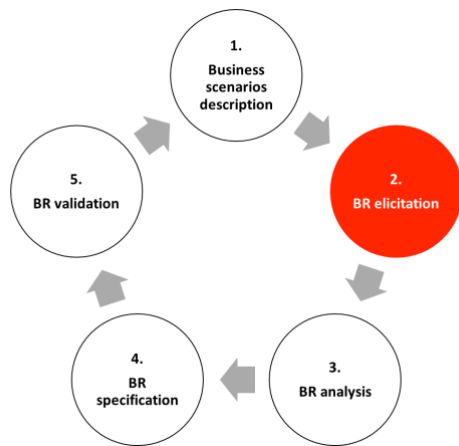 1.
Business
scenarios
description
2.
BR elicitation
3.
BR analysis
4.
BR
specification
5.
BR validation